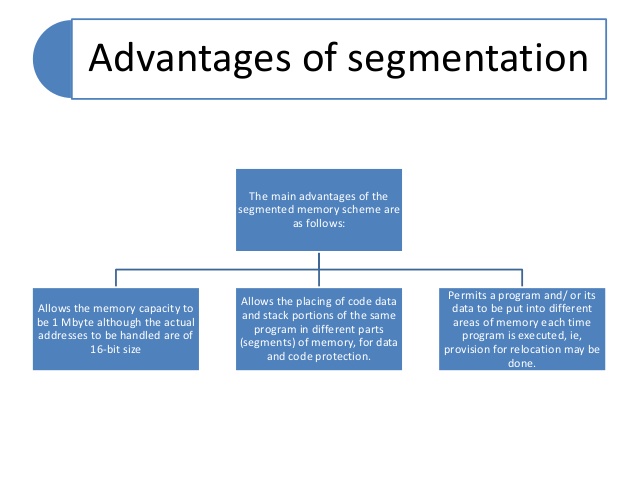 Advantages of segmentation
The main advantages of the
segmented memory scheme are
as follows:
Allows the memory capacity to
be 1 Mbyte although the actual
addresses to be handled are of
16-bit size
Allows the placing of code data
and stack portions of the same
program in different parts
(segments) of memory, for data
and code protection.
Permits a program and/ or its
data to be put into different
areas of memory each time
program is executed, ie,
provision for relocation may be
done.